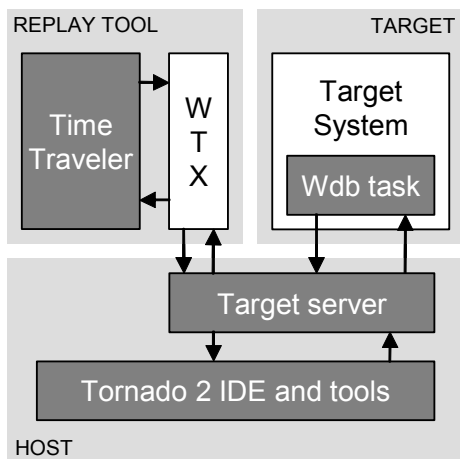 REPLAY TOOL
TARGET
Time
Traveler
W
T
X
Target
System
Wdb task
Target server
Tornado 2 IDE and tools
HOST